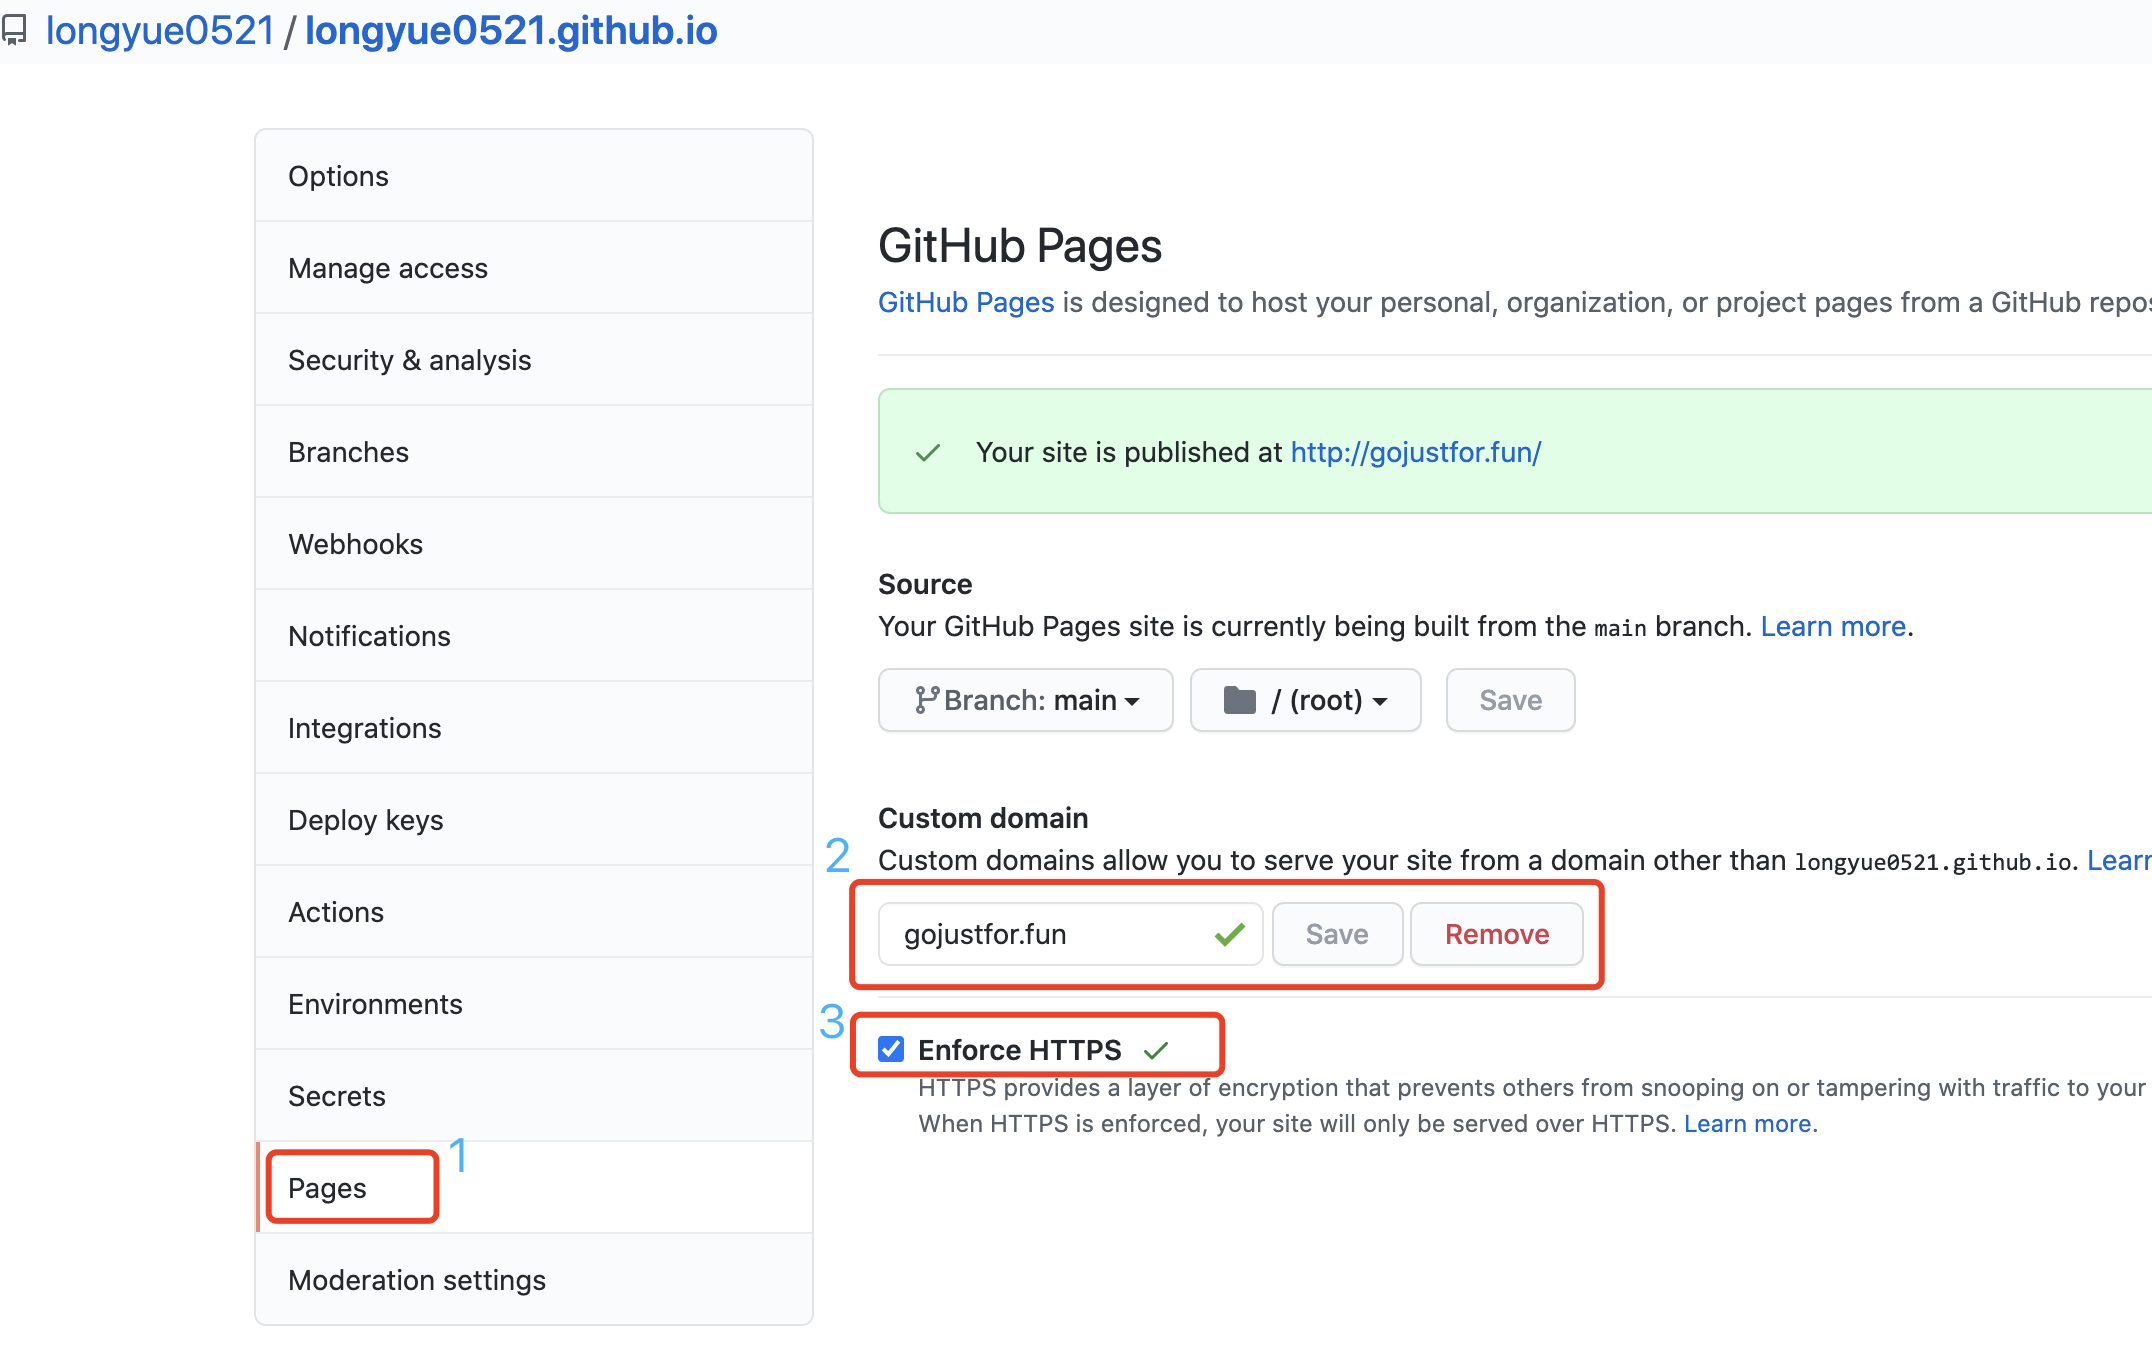 longyue0521 / longyue0521.github.io
Options
Manage access
Security & analysis
Branches
Webhooks
Notifications
Integrations
Deploy keys
Actions
Environments
Secrets
Pages
1
Moderation settings
GitHub Pages
GitHub Pages is designed to host your personal, organization, or project pages from a GitHub repos
Your site is published at http://gojustfor.fun/
Source
Your GitHub Pages site is currently being built from the main branch. Learn more.
Branch: main
/ (root)
Save
Custom domain
2
Custom domains allow you to serve your site from a domain other than longyue0521.github.io. Learn
gojustfor.fun
Save
Remove
3
Enforce HTTPS
HTTPS provides a layer of encryption that prevents others from snooping on or tampering with traffic to your
When HTTPS is enforced, your site will only be served over HTTPS. Learn more.